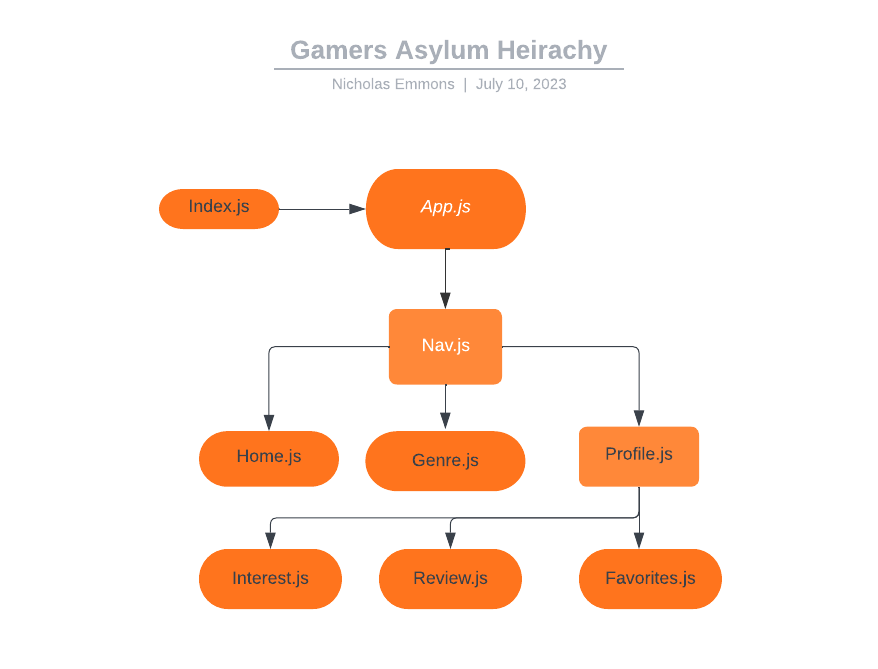 Gamers Asylum Heirachy
Nicholas Emmons | July 10, 2023
Index.js
App.js
Nav.js
Home.js
Genre.js
Profile.js
Interest.js
Review.js
Favorites.js